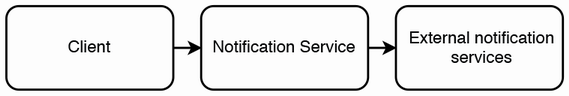 Client
Notification Service
External notification
services